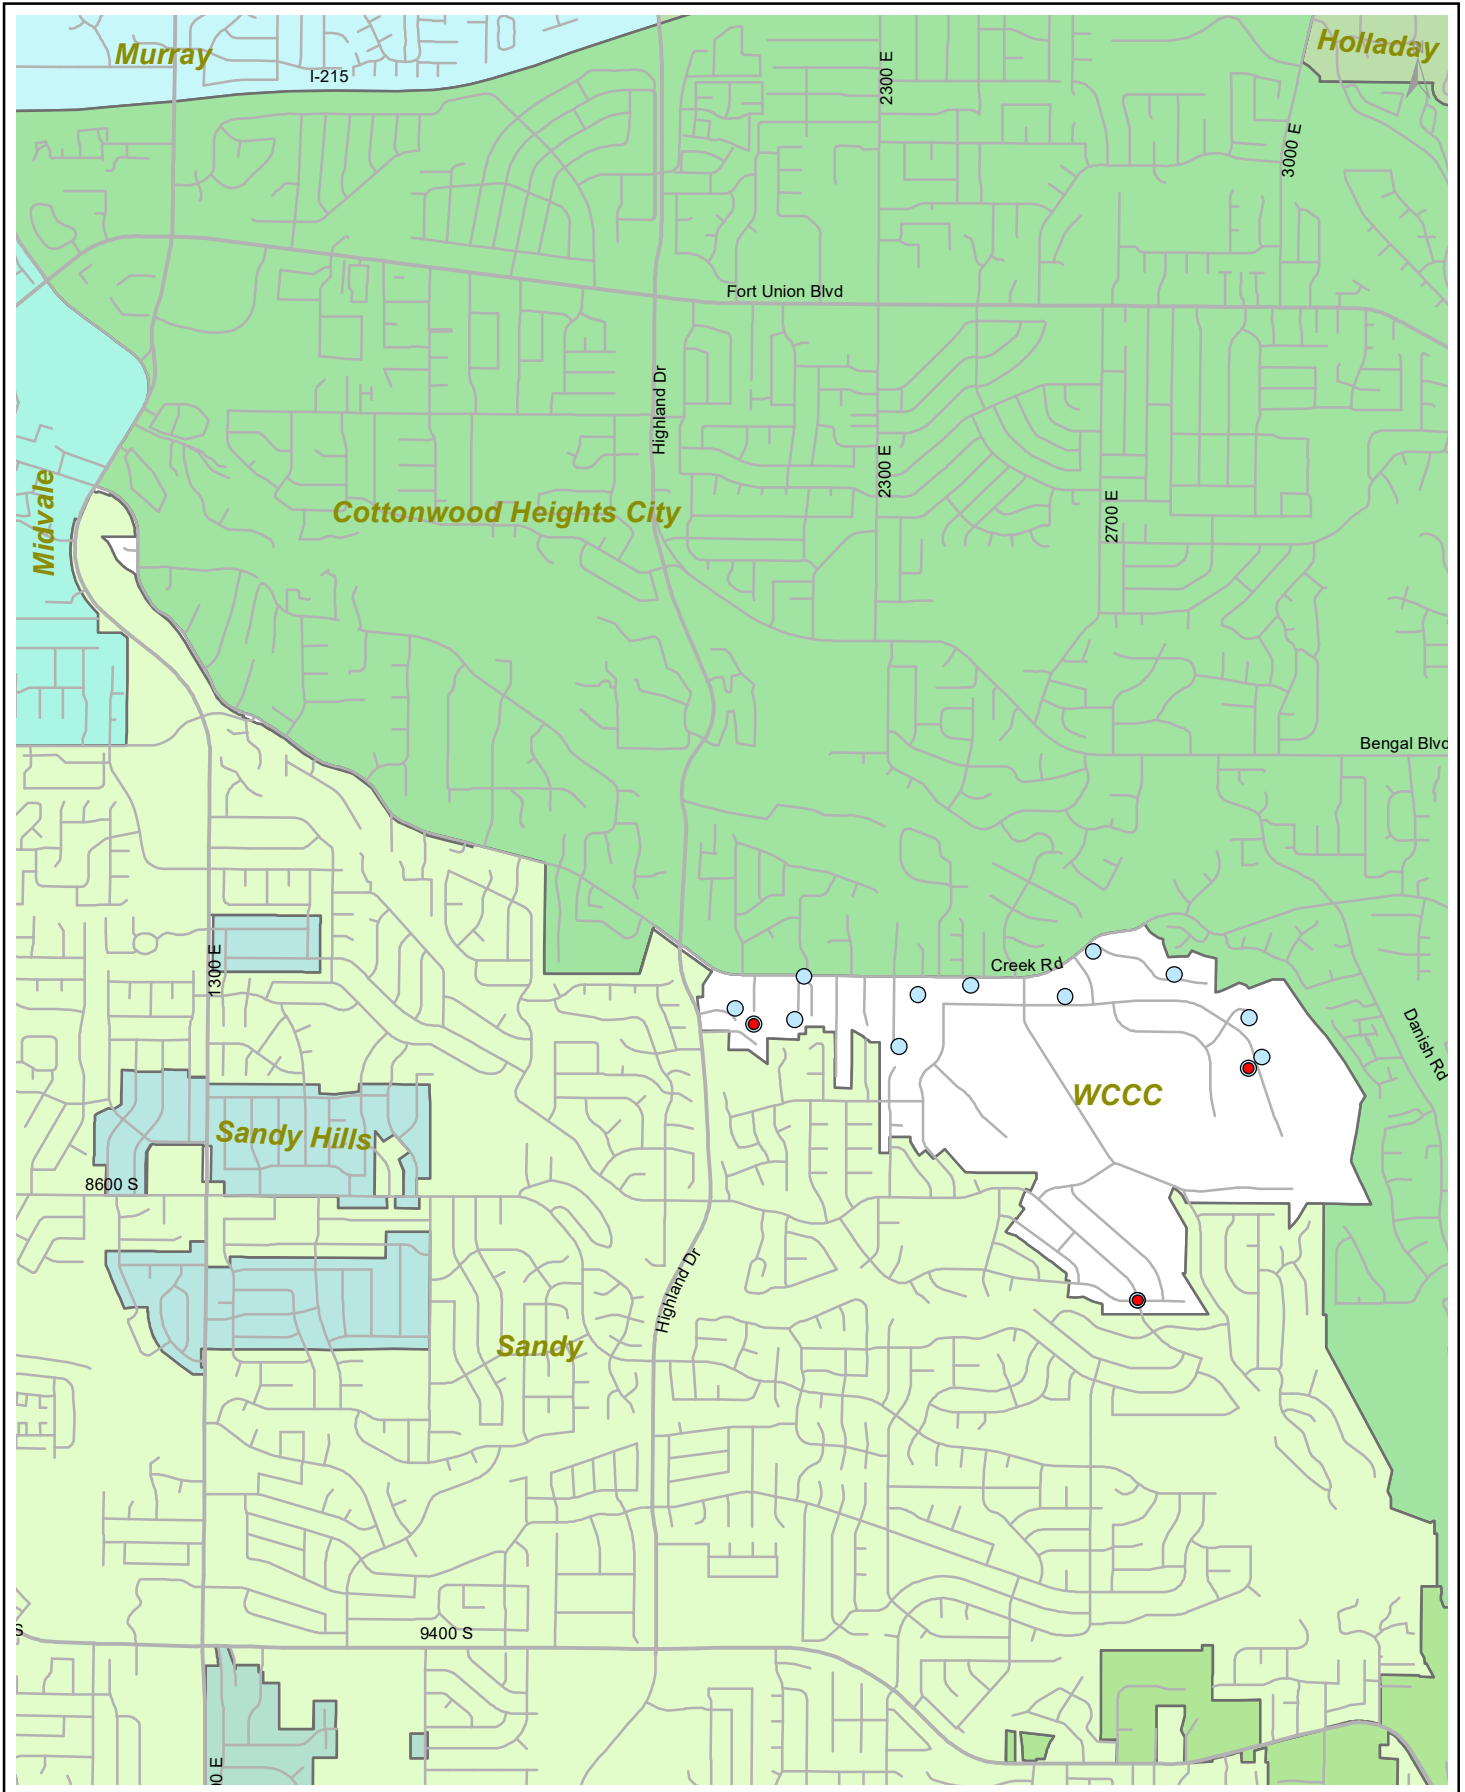 Murray
Holladay
I-215
2300 E
3000 E
Fort Union Blvd
Highland Dr
2300 E
2700 E
Midvale
Cottonwood Heights City
Bengal Blvd
1300 E
Creek Rd
Danish Rd
WCCC
Sandy Hills
8600 S
Highland Dr
Sandy
S
9400 S
00 E